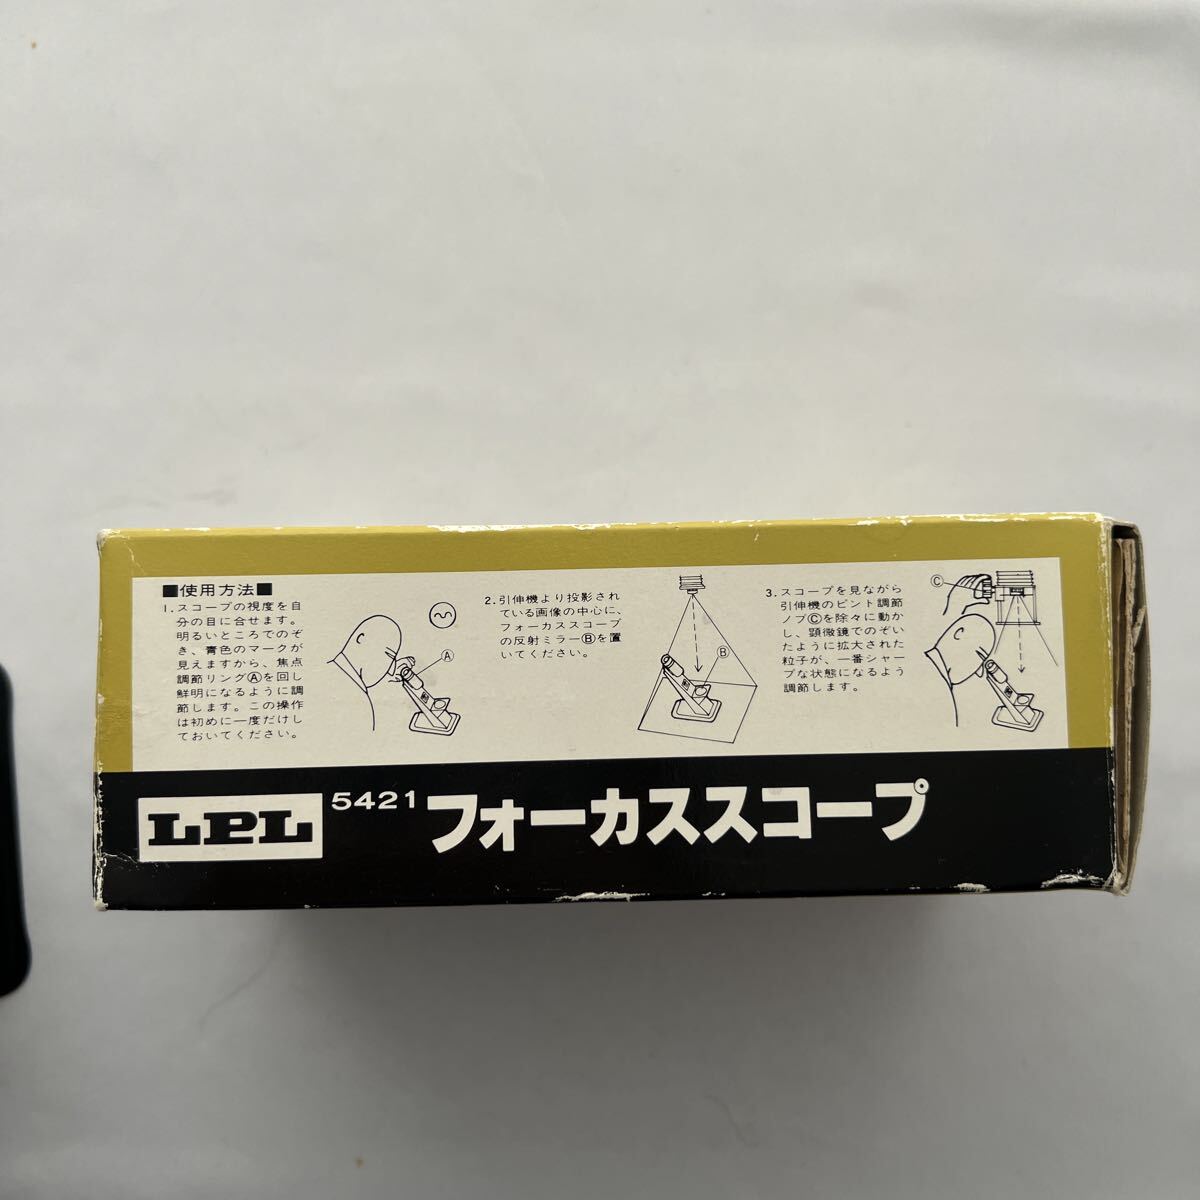 ■使用方法■
1.スコープの視度を自
分の目に合せます。
明るいところでのぞ
き、青色のマークが
見えますから、焦点
調節リングⒶを回し
鮮明になるように調
節します。この操作
は初めに一度だけし
ておいてください。
Ⓐ
2.引伸機より投影され
ている画像の中心に、
フォーカススコープ
の反射ミラーⒷを置
いてください。
Ⓑ
3.スコープを見ながら
引伸機のピント調節
ノブⒸを除々に動か
し、顕微鏡でのぞい
たように拡大された
粒子が、一番シャー
プな状態になるよう
調節します。
Ⓒ
LPL 5421 フォーカススコープ